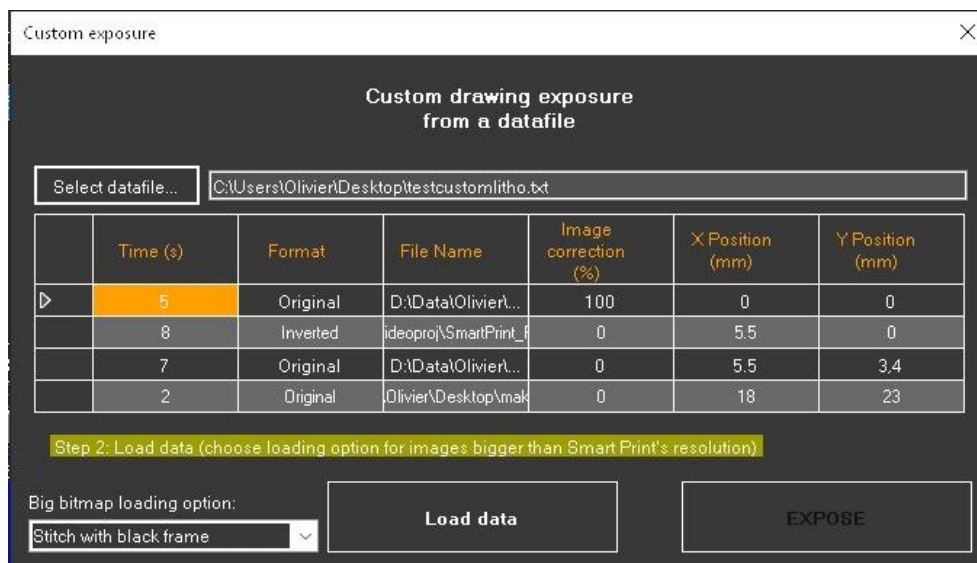 Custom exposure
Custom drawing exposure
from a datafile
Select datafile... C:\Users\Olivier\Desktop\testcustomlitho.txt
Time (s) Format File Name Image correction (%) X Position (mm) Y Position (mm)
5 Original D:\Data\Olivier\... 100 0 0
8 Inverted ideoproj\SmartPrint_ 0 5.5 0
7 Original D:\Data\Olivier\... 0 5.5 3,4
2 Original .Olivier\Desktop\mak 0 18 23
Step 2: Load data (choose loading option for images bigger than Smart Print's resolution)
Big bitmap loading option:
Stitch with black frame
Load data
EXPOSE